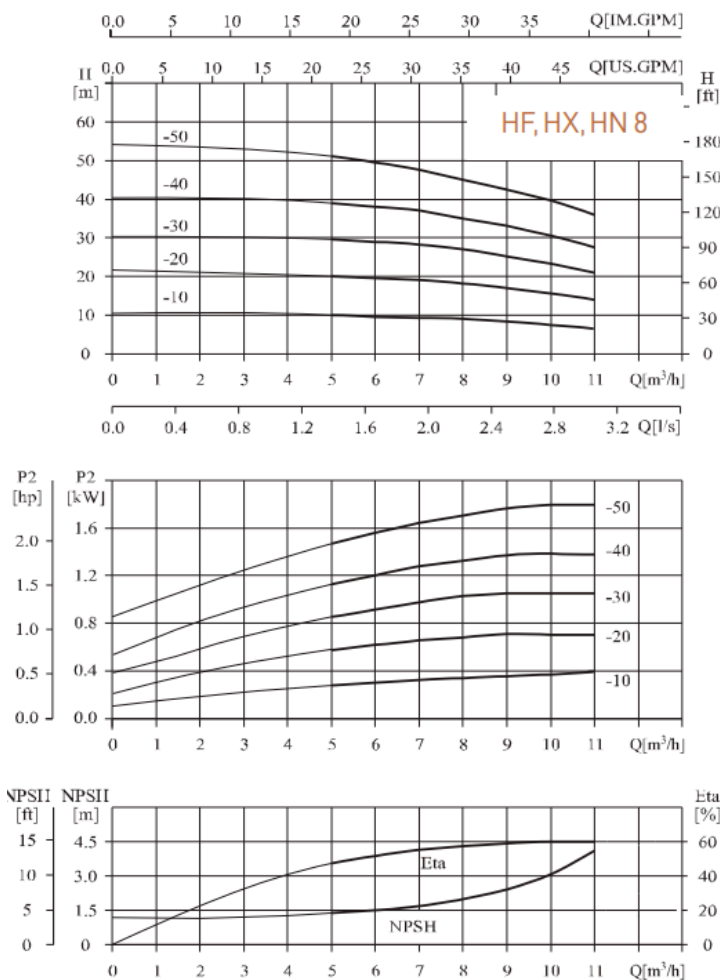 0 5 10 15 20 25 30 35 Q[IM.GPM]
0.0 5 10 15 20 25 30 35 40 45 Q[US.GPM]
H [m]
H [ft]
HF, HX, HN 8
60
50
40
30
20
10
0
180
150
120
90
60
30
0
-50
-40
-30
-20
-10
0 1 2 3 4 5 6 7 8 9 10 11 Q[m³/h]
0.0 0.4 0.8 1.2 1.6 2.0 2.4 2.8 3.2 Q[l/s]
P2 [hp]
P2 [kW]
2.0
1.5
1.0
0.5
0.0
1.6
1.2
0.8
0.4
0.0
-50
-40
-30
-20
-10
0 1 2 3 4 5 6 7 8 9 10 11 Q[m³/h]
NPSH [ft]
NPSH [m]
Eta [%]
15
10
5
0
4.5
3.0
1.5
0
60
40
20
0
Eta
NPSH
0 1 2 3 4 5 6 7 8 9 10 11 Q[m³/h]